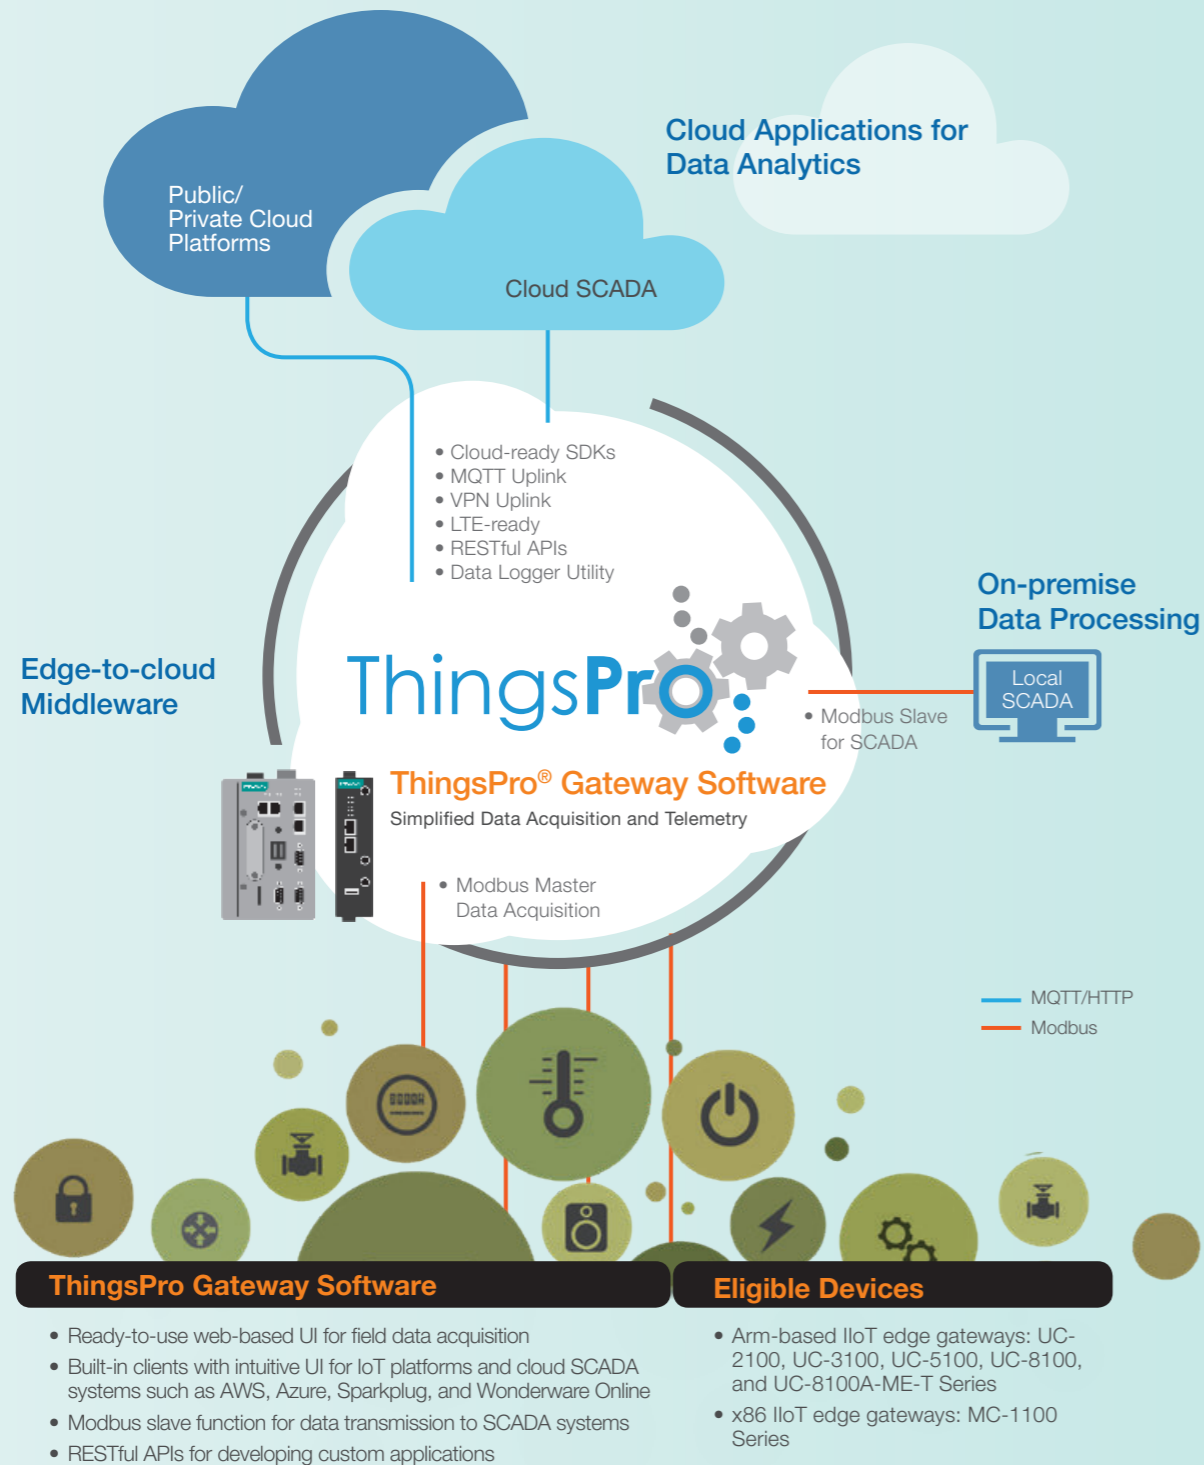 Cloud Applications for
Data Analytics
Public/
Private Cloud
Platforms
Cloud SCADA
• Cloud-ready SDKs
• MQTT Uplink
• VPN Uplink
• LTE-ready
• RESTful APIs
• Data Logger Utility
On-premise
Data Processing
Local
SCADA
Edge-to-cloud
Middleware
ThingsPro
• Modbus Slave
for SCADA
ThingsPro® Gateway Software
Simplified Data Acquisition and Telemetry
• Modbus Master
Data Acquisition
MQTT/HTTP
Modbus
ThingsPro Gateway Software
• Ready-to-use web-based UI for field data acquisition
• Built-in clients with intuitive UI for IoT platforms and cloud SCADA
systems such as AWS, Azure, Sparkplug, and Wonderware Online
• Modbus slave function for data transmission to SCADA systems
• RESTful APIs for developing custom applications
Eligible Devices
• Arm-based IIoT edge gateways: UC-
2100, UC-3100, UC-5100, UC-8100,
and UC-8100A-ME-T Series
• x86 IIoT edge gateways: MC-1100
Series